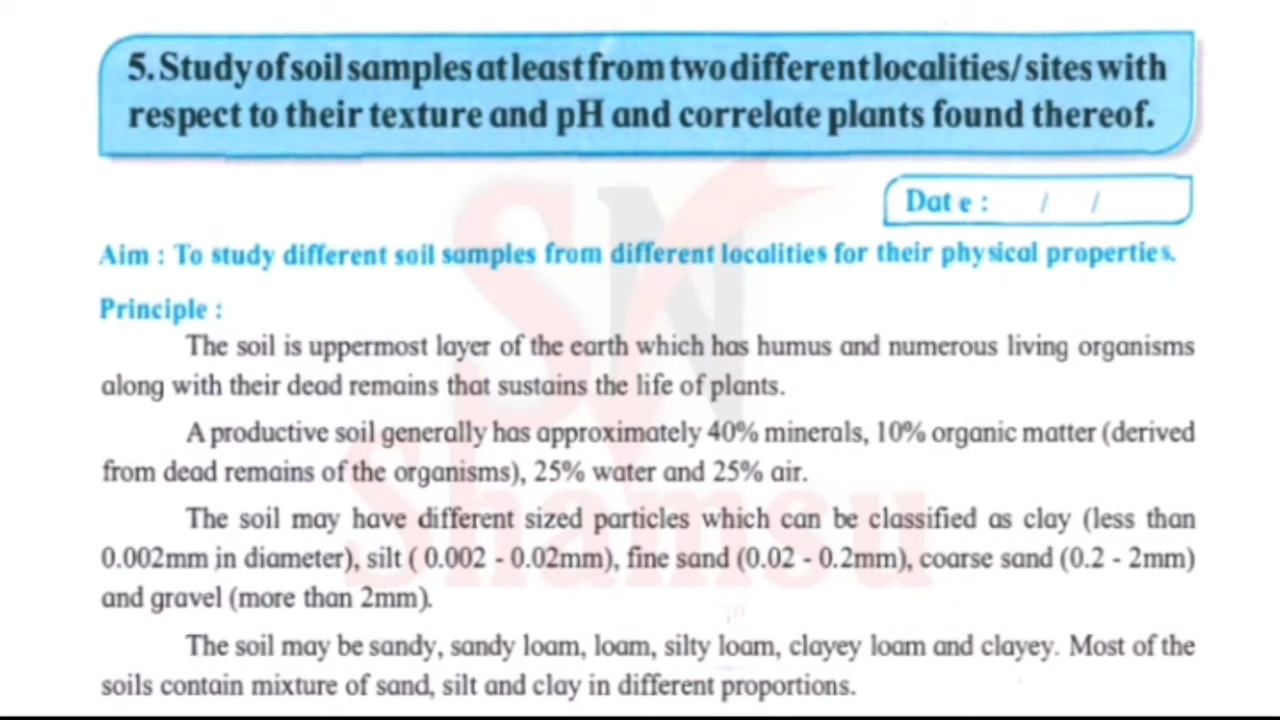 5. Study of soil samples at least from two different localities/ sites with
respect to their texture and pH and correlate plants found thereof.
Date : / /
Aim : To study different soil samples from different localities for their physical properties.
Principle :
The soil is uppermost layer of the earth which has humus and numerous living organisms
along with their dead remains that sustains the life of plants.
A productive soil generally has approximately 40% minerals, 10% organic matter (derived
from dead remains of the organisms), 25% water and 25% air.
The soil may have different sized particles which can be classified as clay (less than
0.002mm in diameter), silt ( 0.002 - 0.02mm), fine sand (0.02 - 0.2mm), coarse sand (0.2 - 2mm)
and gravel (more than 2mm).
The soil may be sandy, sandy loam, loam, silty loam, clayey loam and clayey. Most of the
soils contain mixture of sand, silt and clay in different proportions.
SN
Shamsu